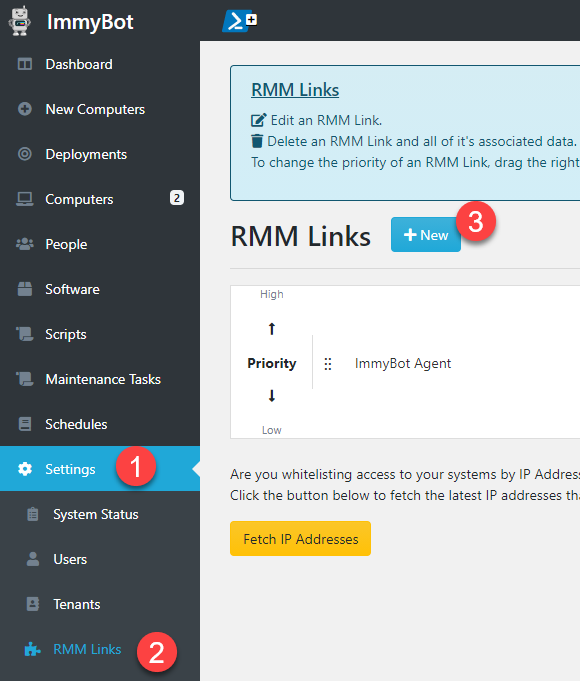 ImmyBot
Dashboard
New Computers
Deployments
Computers 2
People
Software
Scripts
Maintenance Tasks
Schedules
Settings 1
System Status
Users
Tenants
RMM Links 2
RMM Links
Edit an RMM Link.
Delete an RMM Link and all of it's associated data.
To change the priority of an RMM Link, drag the right
RMM Links + New 3
High
Priority ImmyBot Agent
Low
Are you whitelisting access to your systems by IP Addres
Click the button below to fetch the latest IP addresses
Fetch IP Addresses